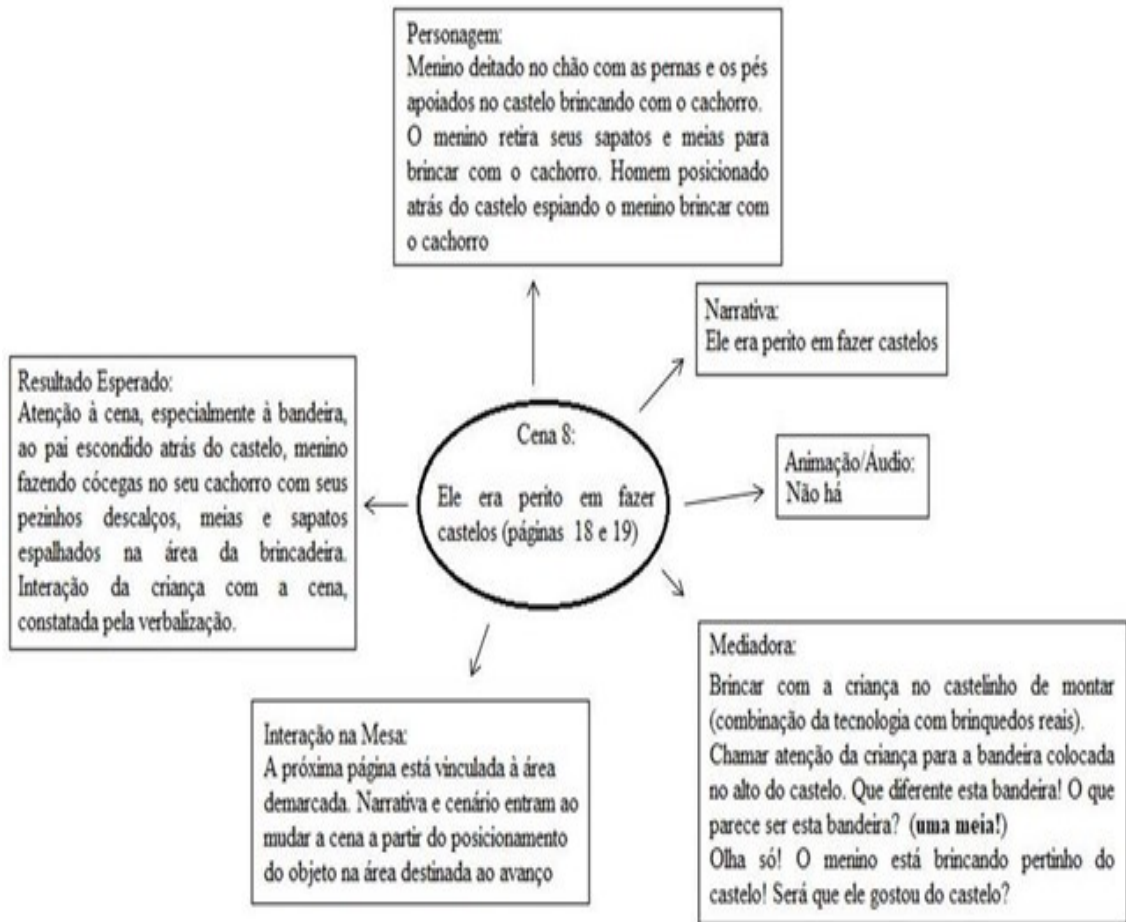 Personagem:
Menino deitado no chão com as pernas e os pés
apoiados no castelo brincando com o cachorro.
O menino retira seus sapatos e meias para
brincar com o cachorro. Homem posicionado
atrás do castelo espiando o menino brincar com
o cachorro
Narrativa:
Ele era perito em fazer castelos
Resultado Esperado:
Atenção à cena, especialmente à bandeira,
ao pai escondido atrás do castelo, menino
fazendo cócegas no seu cachorro com seus
pezinhos descalços, meias e sapatos
espalhados na área da brincadeira.
Interação da criança com a cena,
constatada pela verbalização.
Cena 8:
Ele era perito em fazer
castelos (páginas 18 e 19)
Animação/Áudio:
Não há
Interação na Mesa:
A próxima página está vinculada à área
demarcada. Narrativa e cenário entram ao
mudar a cena a partir do posicionamento
do objeto na área destinada ao avanço
Mediadora:
Brincar com a criança no castelinho de montar
(combinação da tecnologia com brinquedos reais).
Chamar atenção da criança para a bandeira colocada
no alto do castelo. Que diferente esta bandeira! O que
parece ser esta bandeira? (uma meia!)
Olha só! O menino está brincando pertinho do
castelo! Será que ele gostou do castelo?